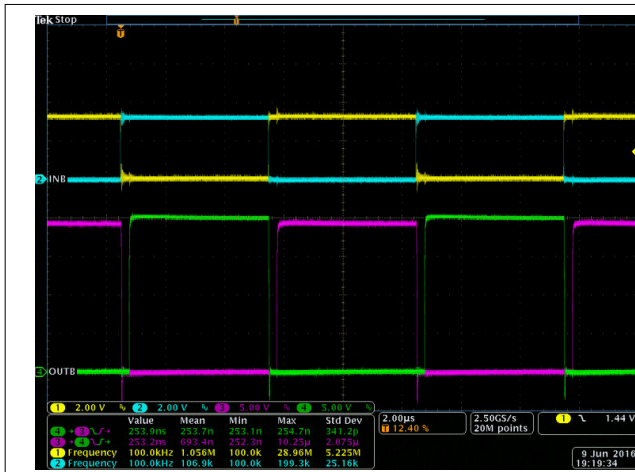 Tek Stop
T
T
2 INB
4 OUTB
1 2.00 V 2 2.00 V 3 5.00 V 4 5.00 V
Value Mean Min Max Std Dev
4 → 3 253.9ns 253.7n 253.1n 254.7n 341.2p
3 → 4 253.2ns 693.4n 252.3n 10.25µ 2.075µ
1 Frequency 100.0kHz 1.056M 100.0k 28.96M 5.225M
2 Frequency 100.0kHz 106.9k 100.0k 199.3k 25.16k
2.00µs
T 12.40 %
2.50GS/s
20M points
1 1.44 V
9 Jun 2016
19:19:34